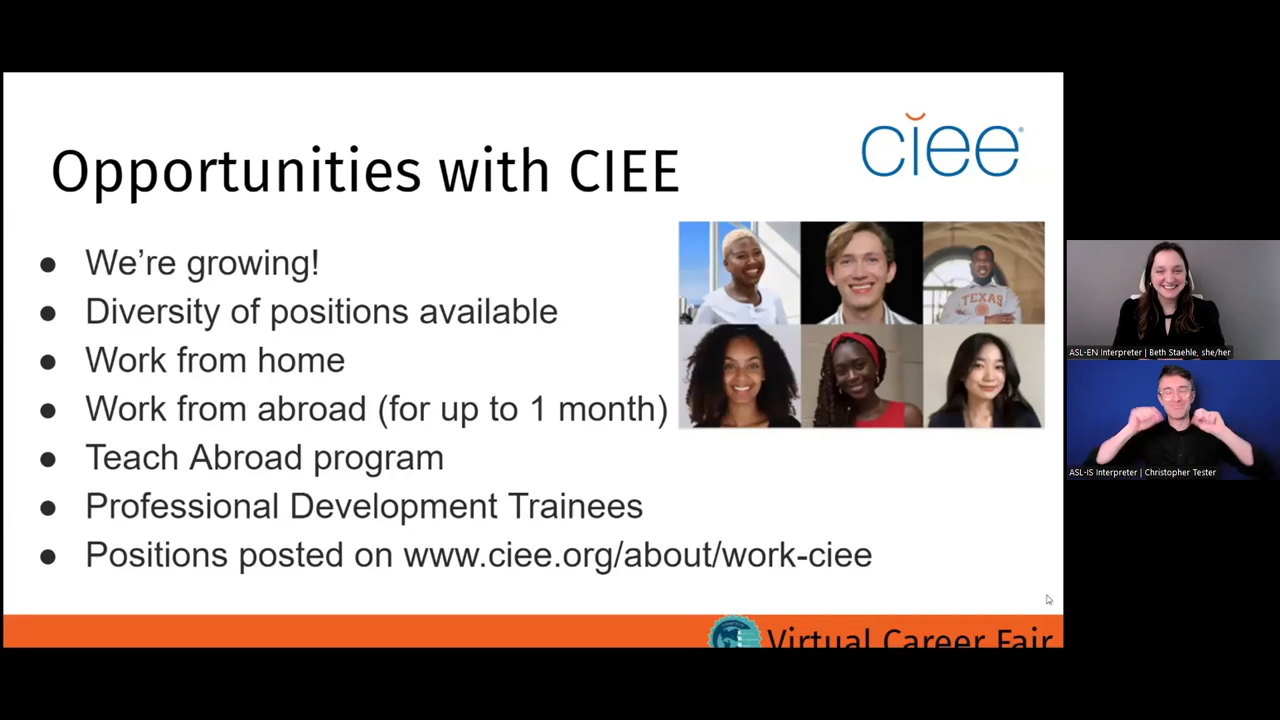 ciee
Opportunities with CIEE
● We’re growing!
● Diversity of positions available
● Work from home
● Work from abroad (for up to 1 month)
● Teach Abroad program
● Professional Development Trainees
● Positions posted on www.ciee.org/about/work-ciee
TEXAS
ASL-EN Interpreter | Beth Staehle, she/her
ASL-IS Interpreter | Christopher Tester
Virtual Career Fair